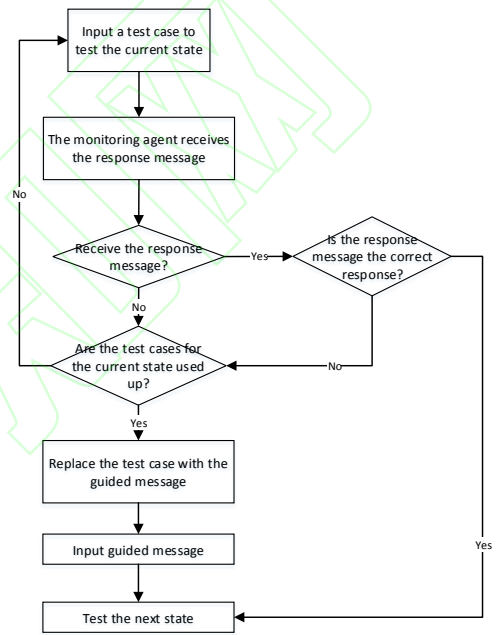 Input a test case to
test the current state
The monitoring agent receives
the response message
No
Receive the response
message?
Yes
Is the response
message the correct
response?
No
Are the test cases for
the current state used
up?
No
Yes
Replace the test case with the
guided message
Input guided message
Yes
Test the next state